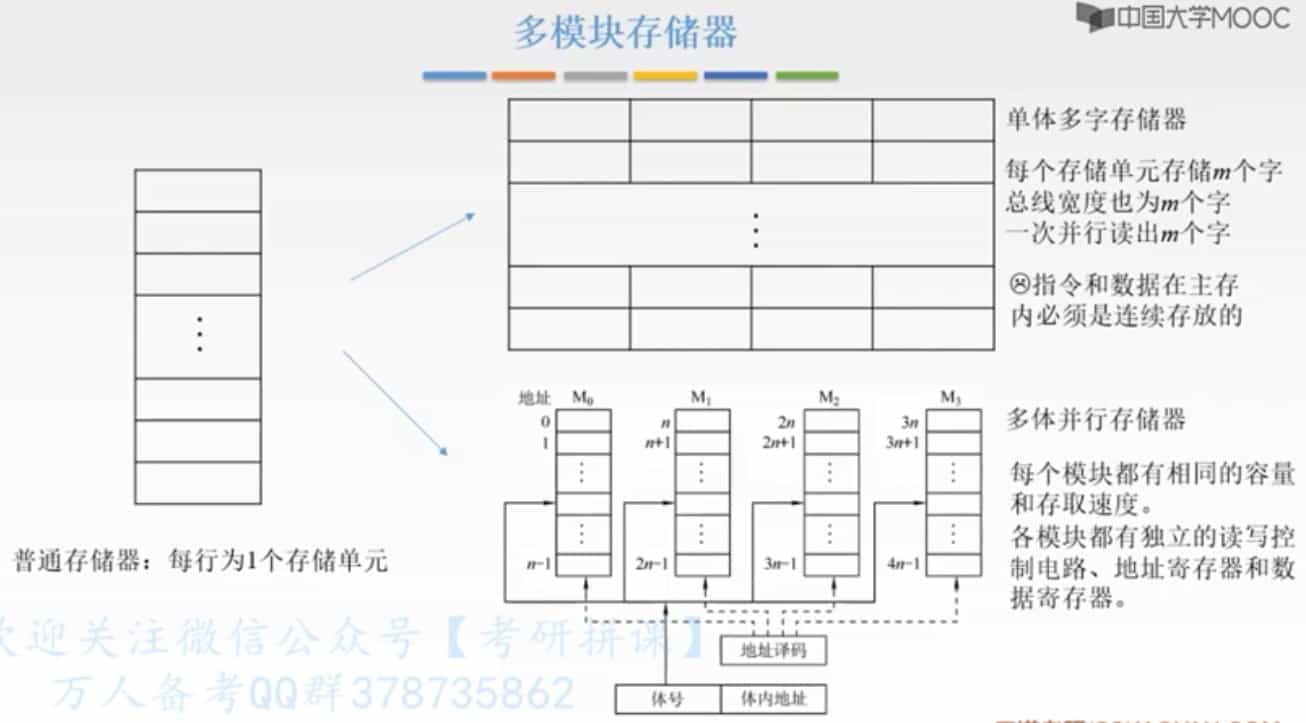 多模块存储器
中国大学MOOC
单体多字存储器
每个存储单元存储m个字
总线宽度也为m个字
一次并行读出m个字
☹指令和数据在主存
内必须是连续存放的
普通存储器：每行为1个存储单元
地址 M₀ M₁ M₂ M₃
0 n 2n 3n
1 n+1 2n+1 3n+1
n-1 2n-1 3n-1 4n-1
地址译码
体号 体内地址
多体并行存储器
每个模块都有相同的容量
和存取速度。
各模块都有独立的读写控
制电路、地址寄存器和数
据寄存器。
迎关注微信公众号【考研拼课】
万人备考QQ群378735862